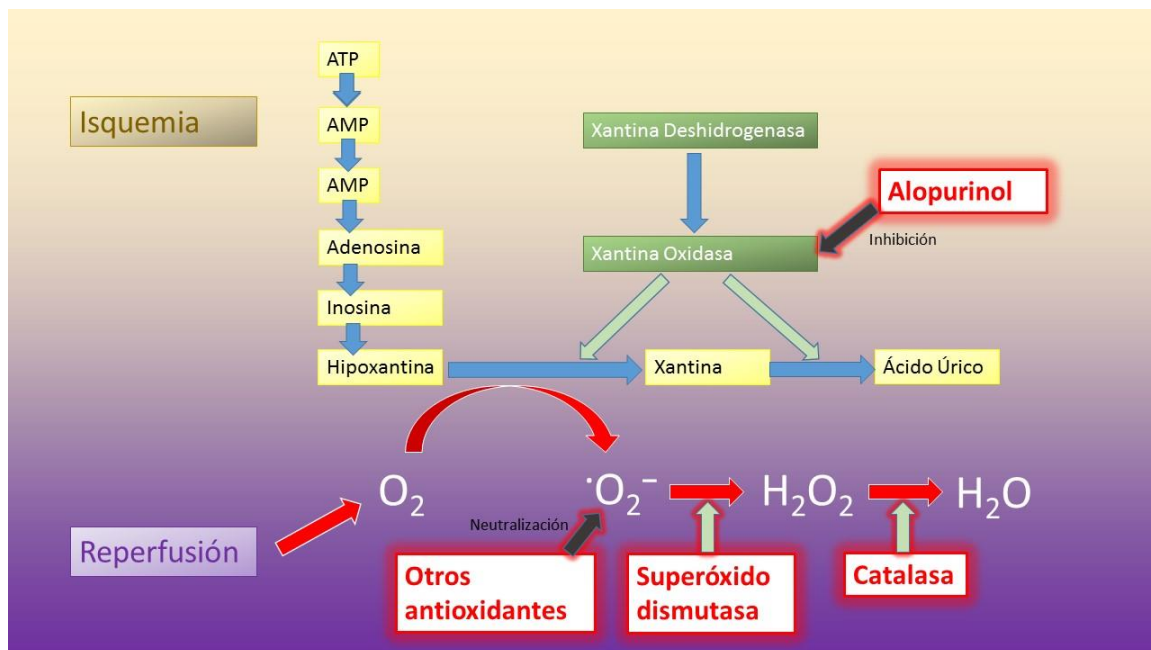 ATP
Isquemia
AMP
AMP
Adenosina
Inosina
Hipoxantina
Xantina Deshidrogenasa
Alopurinol
Inhibición
Xantina Oxidasa
Xantina
Ácido Úrico
O₂
·O₂⁻
H₂O₂
H₂O
Neutralización
Reperfusión
Otros
antioxidantes
Superóxido
dismutasa
Catalasa